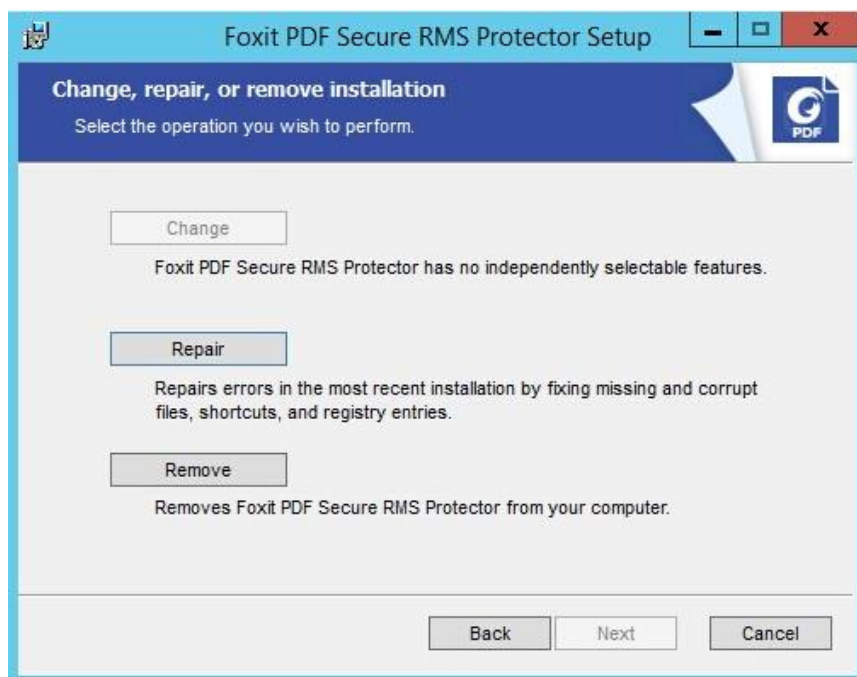 Foxit PDF Secure RMS Protector Setup
Change, repair, or remove installation
Select the operation you wish to perform.
PDF
Change
Foxit PDF Secure RMS Protector has no independently selectable features.
Repair
Repairs errors in the most recent installation by fixing missing and corrupt
files, shortcuts, and registry entries.
Remove
Removes Foxit PDF Secure RMS Protector from your computer.
Back Next Cancel